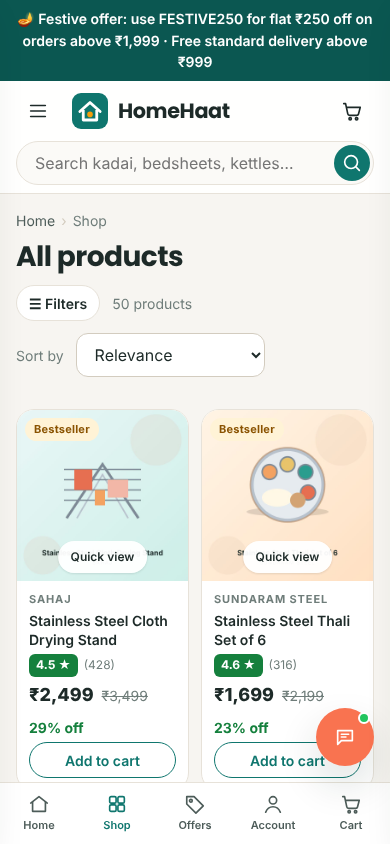 🪔 Festive offer: use FESTIVE250 for flat ₹250 off on
orders above ₹1,999 · Free standard delivery above
₹999
HomeHaat
Search kadai, bedsheets, kettles...
Home › Shop
All products
☰ Filters
50 products
Sort by
Relevance
Bestseller
Quick view
SAHAJ
Stainless Steel Cloth
Drying Stand
4.5 ★ (428)
₹2,499 ₹3,499
29% off
Add to cart
Bestseller
Quick view
SUNDARAM STEEL
Stainless Steel Thali
Set of 6
4.6 ★ (316)
₹1,699 ₹2,199
23% off
Add to cart
Home
Shop
Offers
Account
Cart